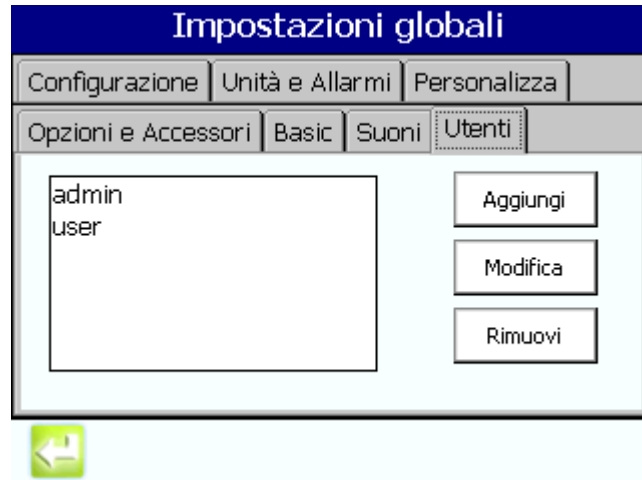 Impostazioni globali
Configurazione Unità e Allarmi Personalizza
Opzioni e Accessori Basic Suoni Utenti
admin
user
Aggiungi
Modifica
Rimuovi